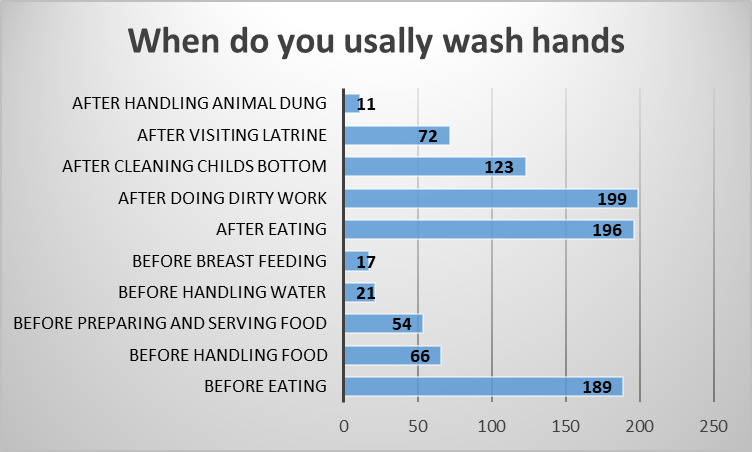 When do you usally wash hands
AFTER HANDLING ANIMAL DUNG 11
AFTER VISITING LATRINE 72
AFTER CLEANING CHILDS BOTTOM 123
AFTER DOING DIRTY WORK 199
AFTER EATING 196
BEFORE BREAST FEEDING 17
BEFORE HANDLING WATER 21
BEFORE PREPARING AND SERVING FOOD 54
BEFORE HANDLING FOOD 66
BEFORE EATING 189
0 50 100 150 200 250